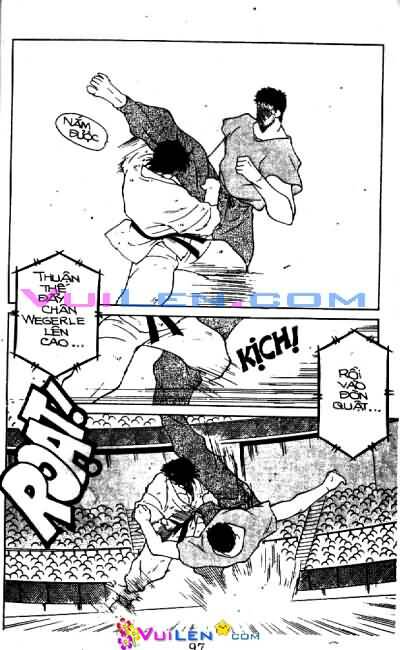 NẮM
ĐƯỢC
THUẬN
THẾ
ĐẨY
CHÂN
WEGERLE
LÊN
CAO...
VUILEN.COM
KỊCH!
RỒI
VÀO
ĐÒN
QUẬT...
ROẠT!
VUILEN.COM
97